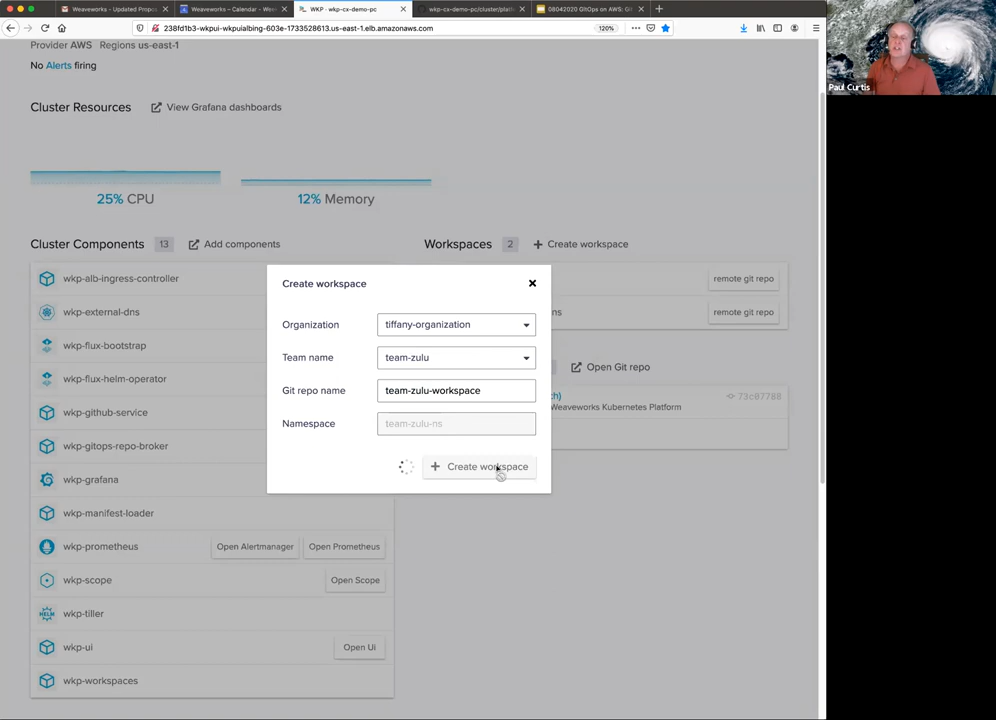 Weaveworks - Updated Propos
Weaveworks – Calendar - Wee
WKP - wkp-cx-demo-pc
wkp-cx-demo-pc/cluster/platf
08042020 GitOps on AWS: Gi
238fd1b3-wkpui-wkpuialbing-603e-1733528613.us-east-1.elb.amazonaws.com
120%
Paul Curtis
Provider AWS Regions us-east-1
No Alerts firing
Cluster Resources View Grafana dashboards
25% CPU 12% Memory
Cluster Components 13 Add components
Workspaces 2 + Create workspace
wkp-alb-ingress-controller
wkp-external-dns
wkp-flux-bootstrap
wkp-flux-helm-operator
wkp-github-service
wkp-gitops-repo-broker
wkp-grafana
wkp-manifest-loader
wkp-prometheus Open Alertmanager Open Prometheus
wkp-scope Open Scope
HELM wkp-tiller
wkp-ui Open Ui
wkp-workspaces
Create workspace
Organization tiffany-organization
Team name team-zulu
Git repo name team-zulu-workspace
Namespace team-zulu-ns
+ Create workspace
remote git repo
ns remote git repo
Open Git repo
ch) 73c07788
Weaveworks Kubernetes Platform